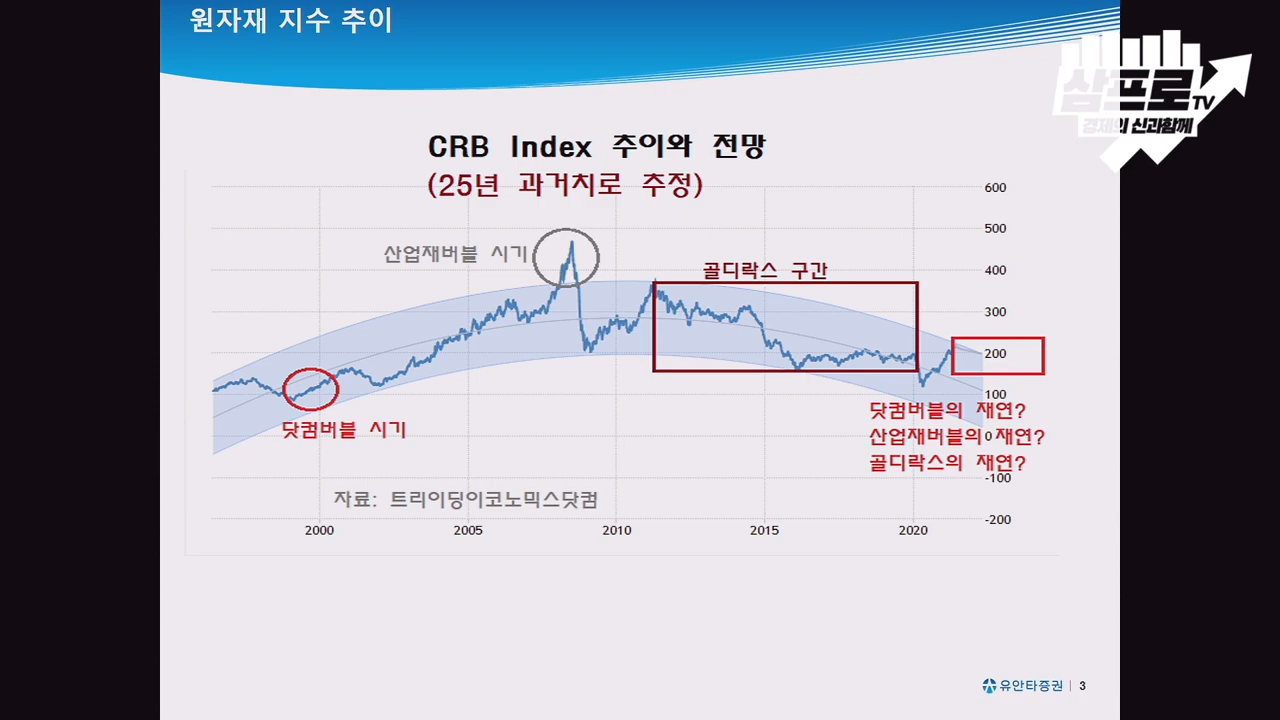 원자재 지수 추이
삼프로TV
경제의 신과함께
CRB Index 추이와 전망
(25년 과거치로 추정)
600
500
400
300
200
100
0
-100
-200
산업재버블 시기
골디락스 구간
닷컴버블 시기
닷컴버블의 재연?
산업재버블의 재연?
골디락스의 재연?
자료: 트리이딩이코노믹스닷컴
2000 2005 2010 2015 2020
유안타증권 | 3